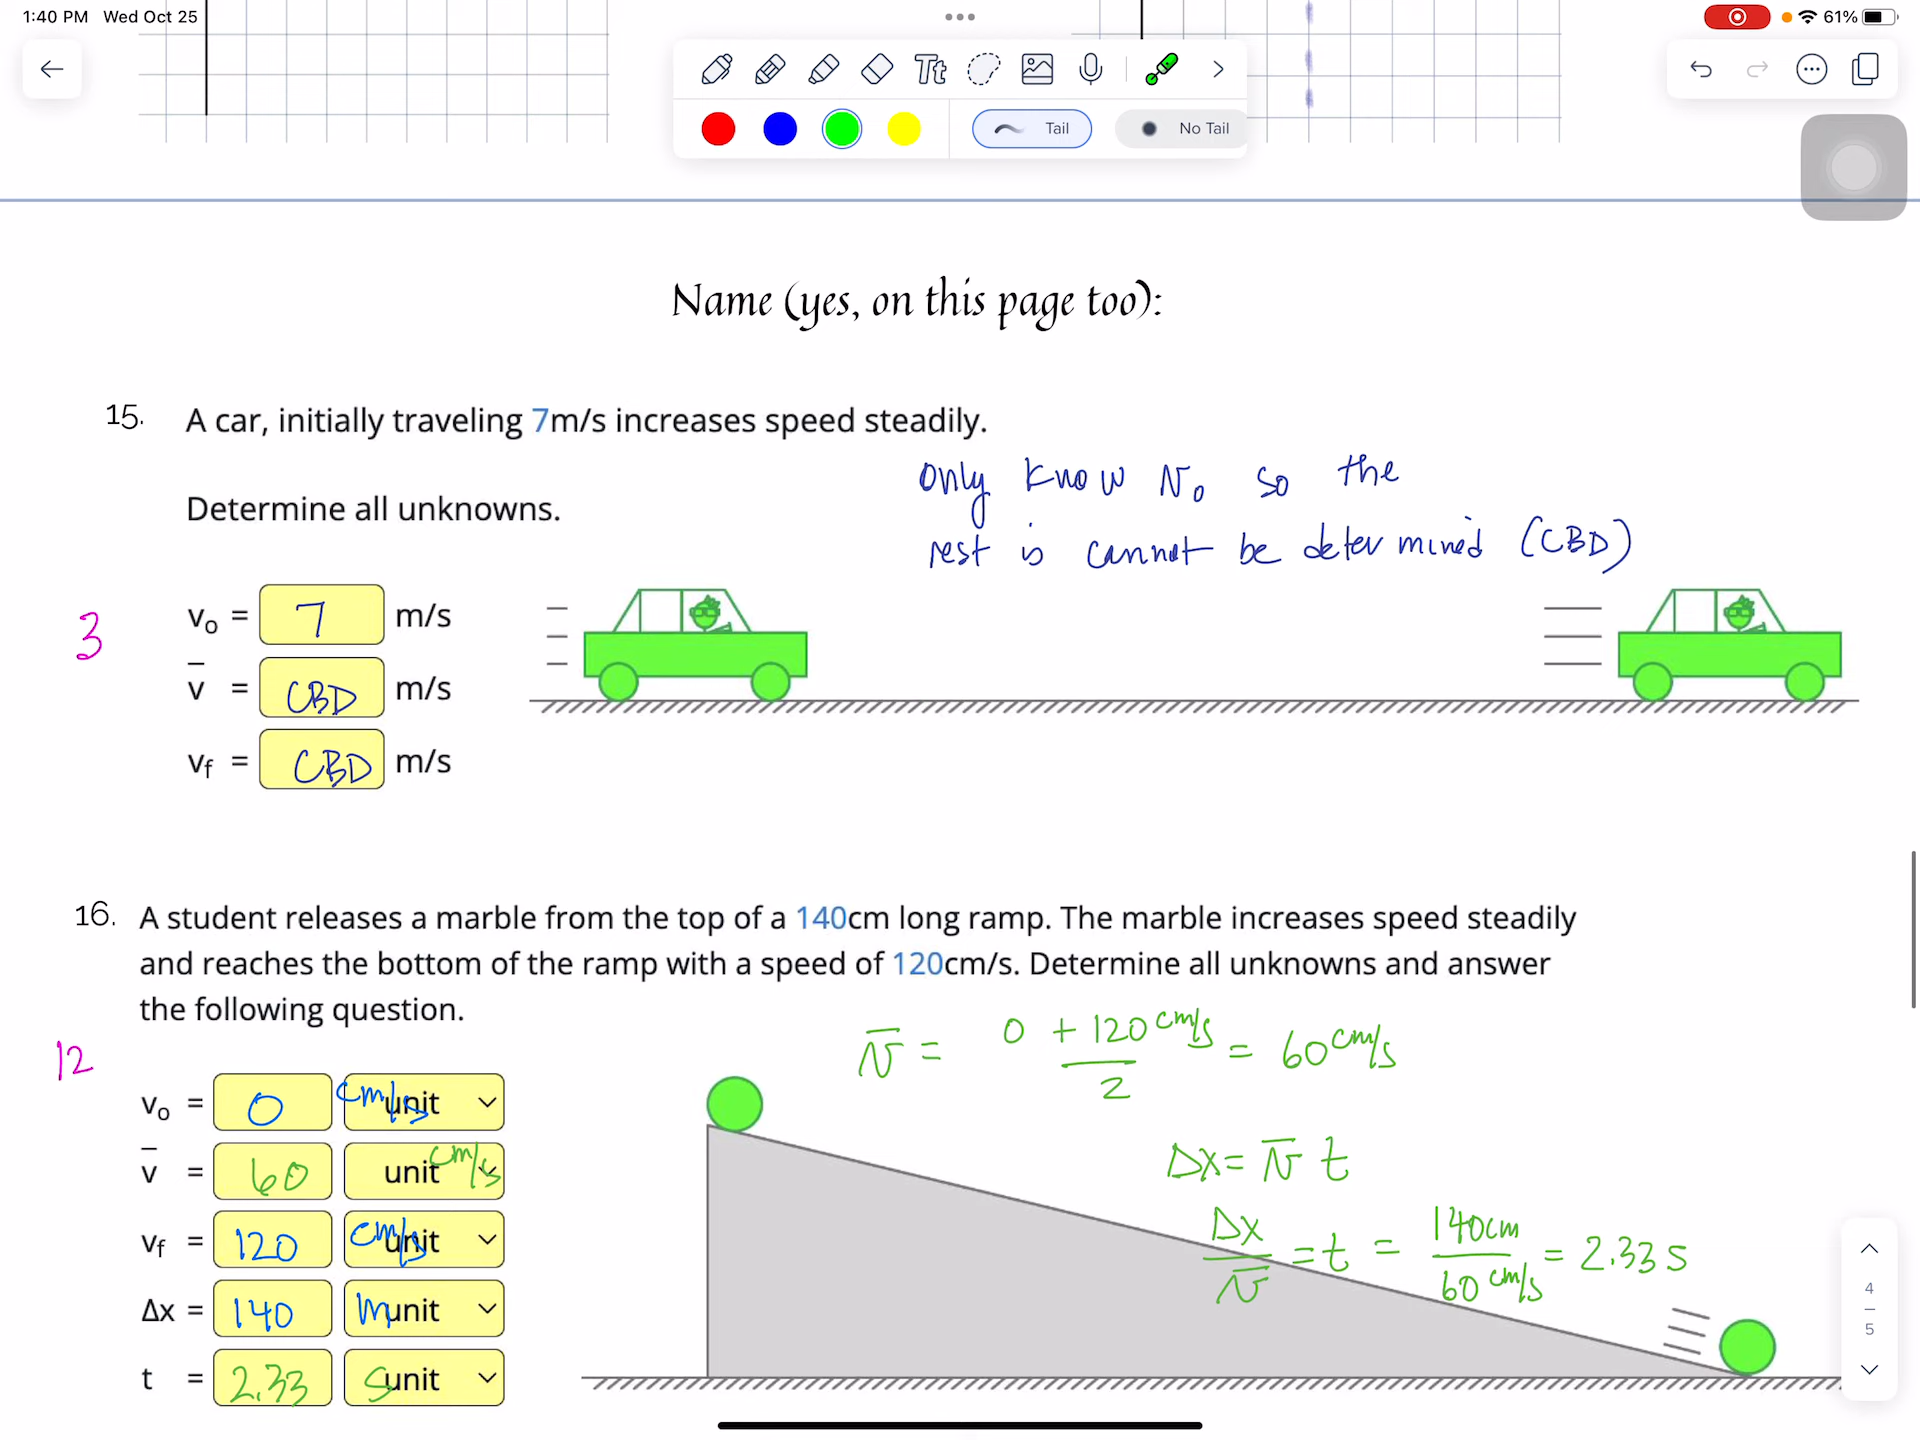 1:40 PM Wed Oct 25
61%
Tt
Tail
No Tail
Name (yes, on this page too):
15. A car, initially traveling 7m/s increases speed steadily.
Only know v₀ so the
rest is cannot be determined (CBD)
Determine all unknowns.
3
v₀ = 7 m/s
v̄ = CBD m/s
vf = CBD m/s
16. A student releases a marble from the top of a 140cm long ramp. The marble increases speed steadily
and reaches the bottom of the ramp with a speed of 120cm/s. Determine all unknowns and answer
the following question.
12
v̄ = 0 + 120 cm/s / 2 = 60 cm/s
v₀ = 0 cm/s unit
v̄ = 60 unit cm/s
Δx = v̄ t
vf = 120 cm/s unit
Δx / v̄ = t = 140cm / 60 cm/s = 2.33 s
Δx = 140 m unit
t = 2.33 s unit
4
5